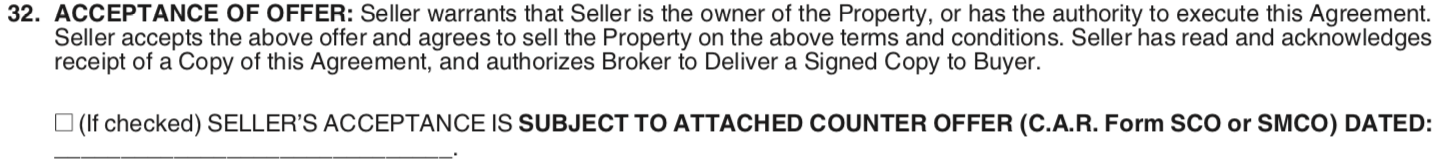 32. ACCEPTANCE OF OFFER: Seller warrants that Seller is the owner of the Property, or has the authority to execute this Agreement.
Seller accepts the above offer and agrees to sell the Property on the above terms and conditions. Seller has read and acknowledges
receipt of a Copy of this Agreement, and authorizes Broker to Deliver a Signed Copy to Buyer.
☐ (If checked) SELLER'S ACCEPTANCE IS SUBJECT TO ATTACHED COUNTER OFFER (C.A.R. Form SCO or SMCO) DATED:
______________________________.